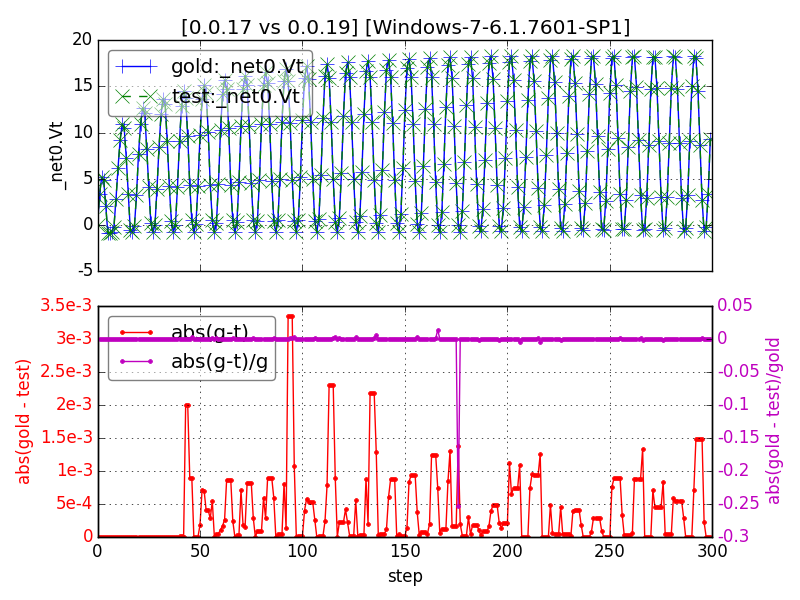 [0.0.17 vs 0.0.19] [Windows-7-6.1.7601-SP1]
20
15
10
5
0
-5
_net0.Vt
gold:_net0.Vt
test:_net0.Vt
3.5e-3
3e-3
2.5e-3
2e-3
1.5e-3
1e-3
5e-4
0
abs(gold - test)
abs(g-t)
abs(g-t)/g
0.05
0
-0.05
-0.1
-0.15
-0.2
-0.25
-0.3
abs(gold - test)/gold
0 50 100 150 200 250 300
step